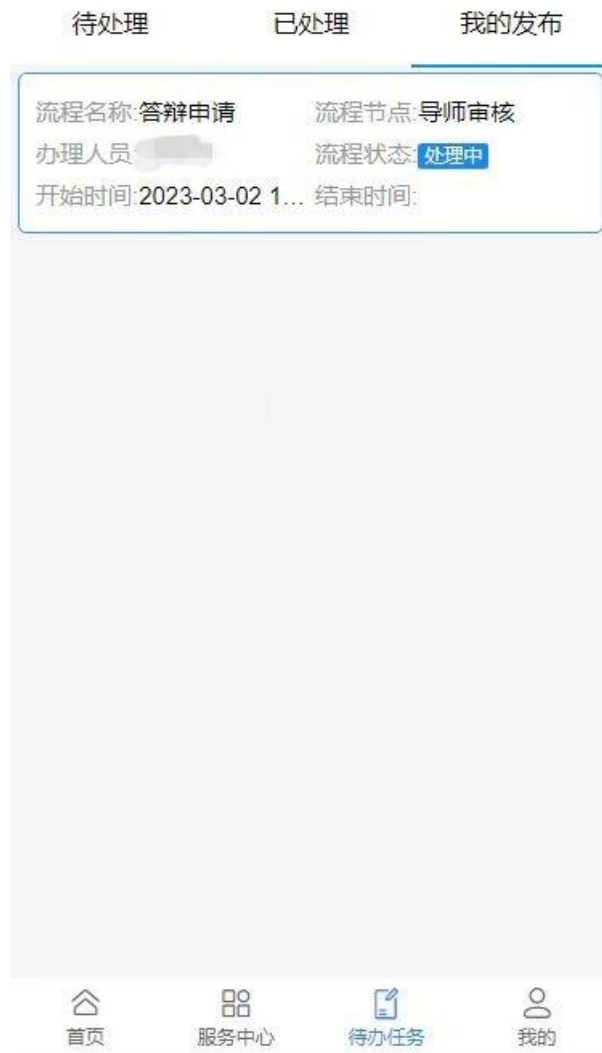 待处理 已处理 我的发布
流程名称:答辩申请 流程节点:导师审核
办理人员 流程状态:处理中
开始时间:2023-03-02 1... 结束时间:
首页 服务中心 待办任务 我的